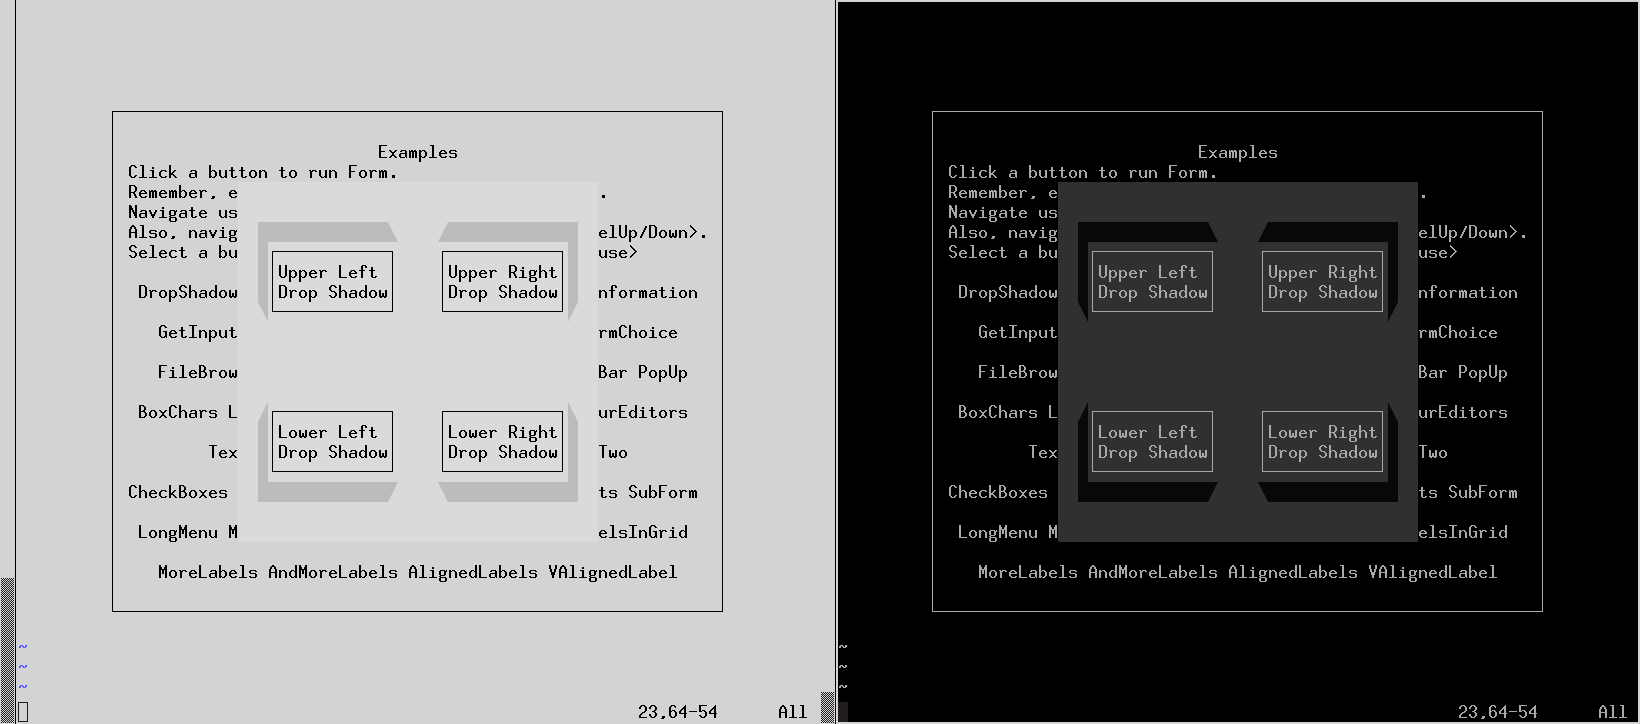 Examples
Click a button to run Form.
Remember, e .
Navigate us
Also, navig elUp/Down>.
Select a bu use>
Upper Left Upper Right
Drop Shadow Drop Shadow
DropShadow nformation
GetInput rmChoice
FileBrow Bar PopUp
BoxChars L urEditors
Lower Left Lower Right
Drop Shadow Drop Shadow
Tex Two
CheckBoxes ts SubForm
LongMenu M elsInGrid
MoreLabels AndMoreLabels AlignedLabels VAlignedLabel
~
~
~
23,64-54 All
Examples
Click a button to run Form.
Remember, e .
Navigate us
Also, navig elUp/Down>.
Select a bu use>
Upper Left Upper Right
Drop Shadow Drop Shadow
DropShadow nformation
GetInput rmChoice
FileBrow Bar PopUp
BoxChars L urEditors
Lower Left Lower Right
Drop Shadow Drop Shadow
Tex Two
CheckBoxes ts SubForm
LongMenu M elsInGrid
MoreLabels AndMoreLabels AlignedLabels VAlignedLabel
~
~
~
23,64-54 All